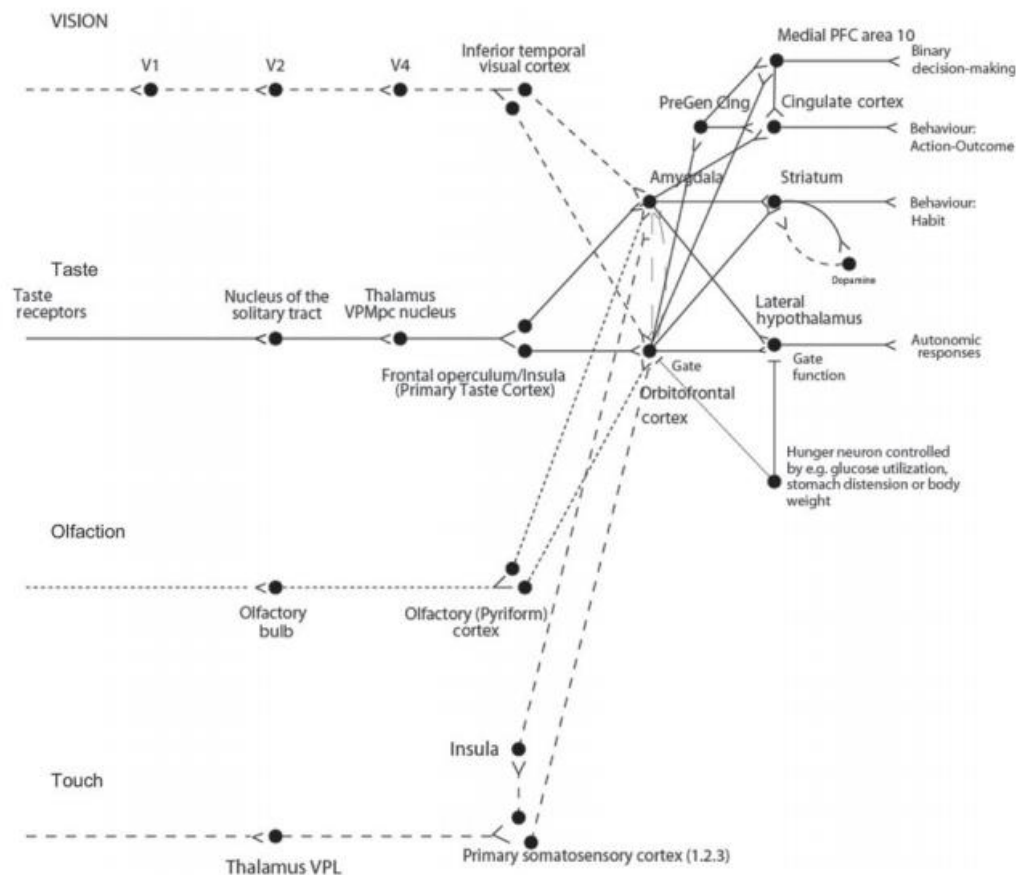 VISION
V1
V2
V4
Inferior temporal
visual cortex
Medial PFC area 10
Binary
decision-making
PreGen Cing
Cingulate cortex
Behaviour:
Action-Outcome
Amygdala
Striatum
Behaviour:
Habit
Dopamine
Taste
Taste
receptors
Nucleus of the
solitary tract
Thalamus
VPMpc nucleus
Frontal operculum/Insula
(Primary Taste Cortex)
Gate
Orbitofrontal
cortex
Lateral
hypothalamus
Gate
function
Autonomic
responses
Hunger neuron controlled
by e.g. glucose utilization,
stomach distension or body
weight
Olfaction
Olfactory
bulb
Olfactory (Pyriform)
cortex
Insula
Touch
Thalamus VPL
Primary somatosensory cortex (1.2.3)